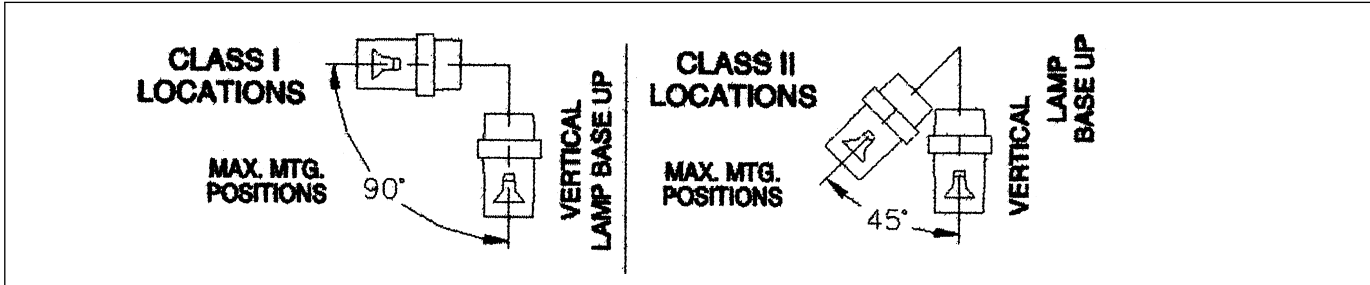 CLASS I
LOCATIONS
MAX. MTG.
POSITIONS
90°
VERTICAL
LAMP BASE UP
CLASS II
LOCATIONS
MAX. MTG.
POSITIONS
45°
VERTICAL
LAMP
BASE UP